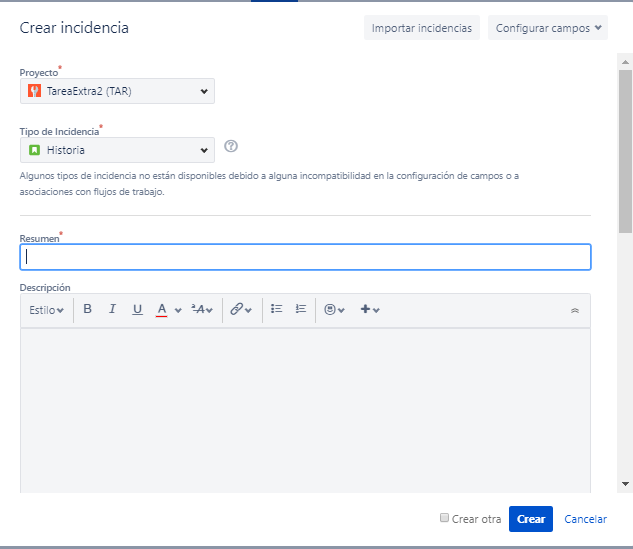 Crear incidencia
Importar incidencias
Configurar campos
Proyecto*
TareaExtra2 (TAR)
Tipo de Incidencia*
Historia
Algunos tipos de incidencia no están disponibles debido a alguna incompatibilidad en la configuración de campos o a
asociaciones con flujos de trabajo.
Resumen*
Descripción
Estilo B I U A ᵃA
Crear otra
Crear
Cancelar